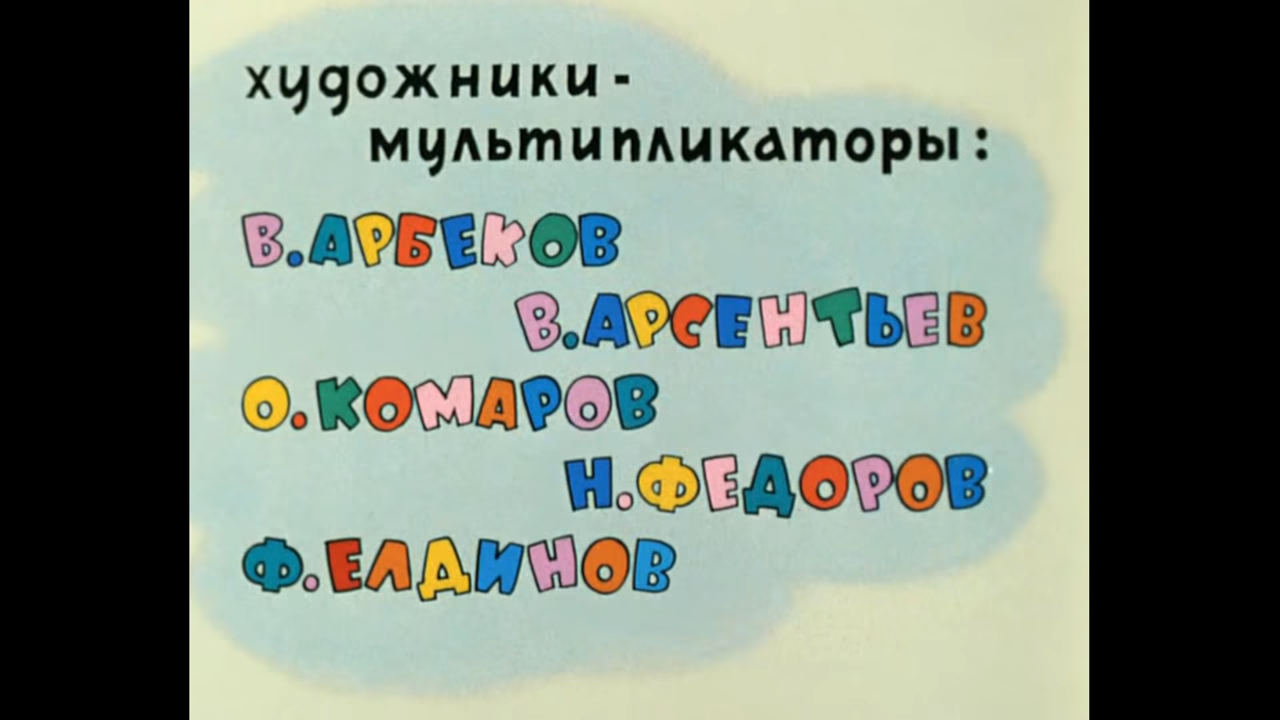 художники-
мультипликаторы:
В.АРБЕКОВ
В.АРСЕНТЬЕВ
О.КОМАРОВ
Н.ФЕДОРОВ
Ф.ЕЛДИНОВ